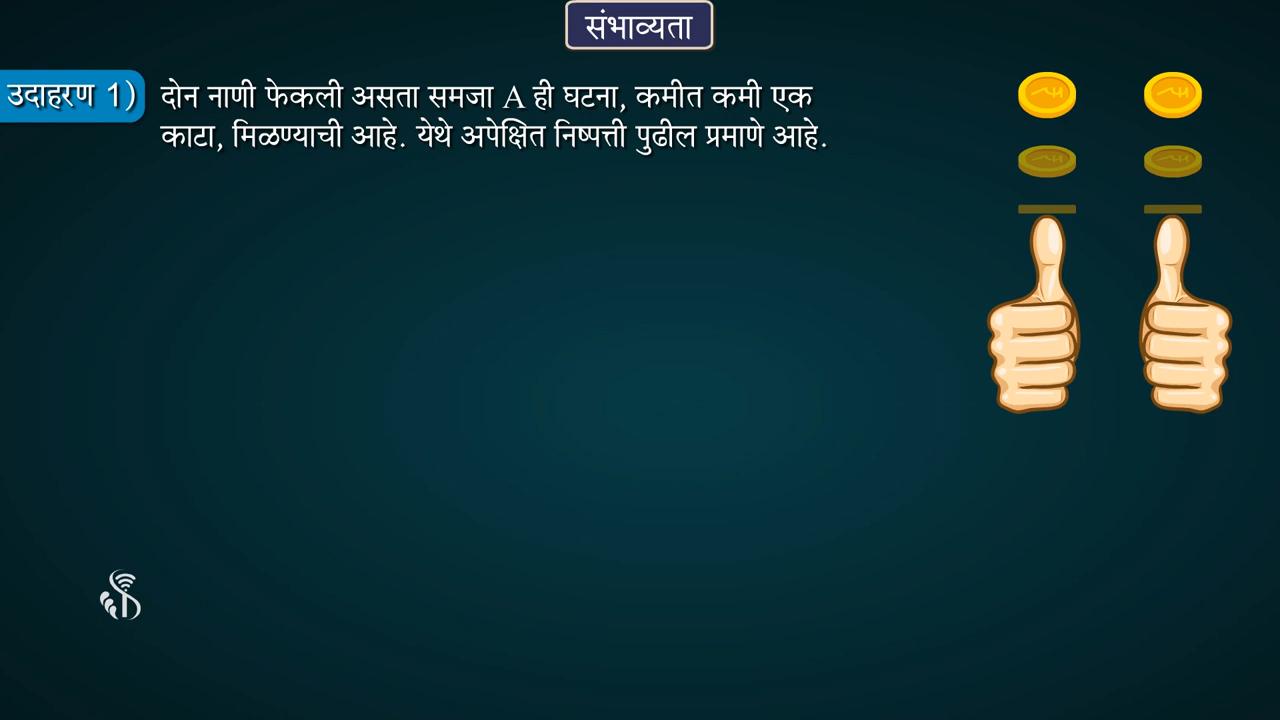 संभाव्यता
उदाहरण 1) दोन नाणी फेकली असता समजा A ही घटना, कमीत कमी एक
काटा, मिळण्याची आहे. येथे अपेक्षित निष्पत्ती पुढील प्रमाणे आहे.